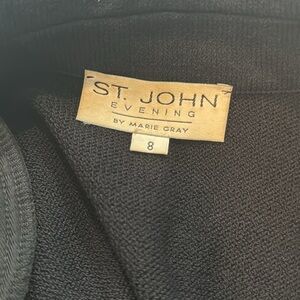 ST. JOHN
EVENING
BY MARIE GRAY
8